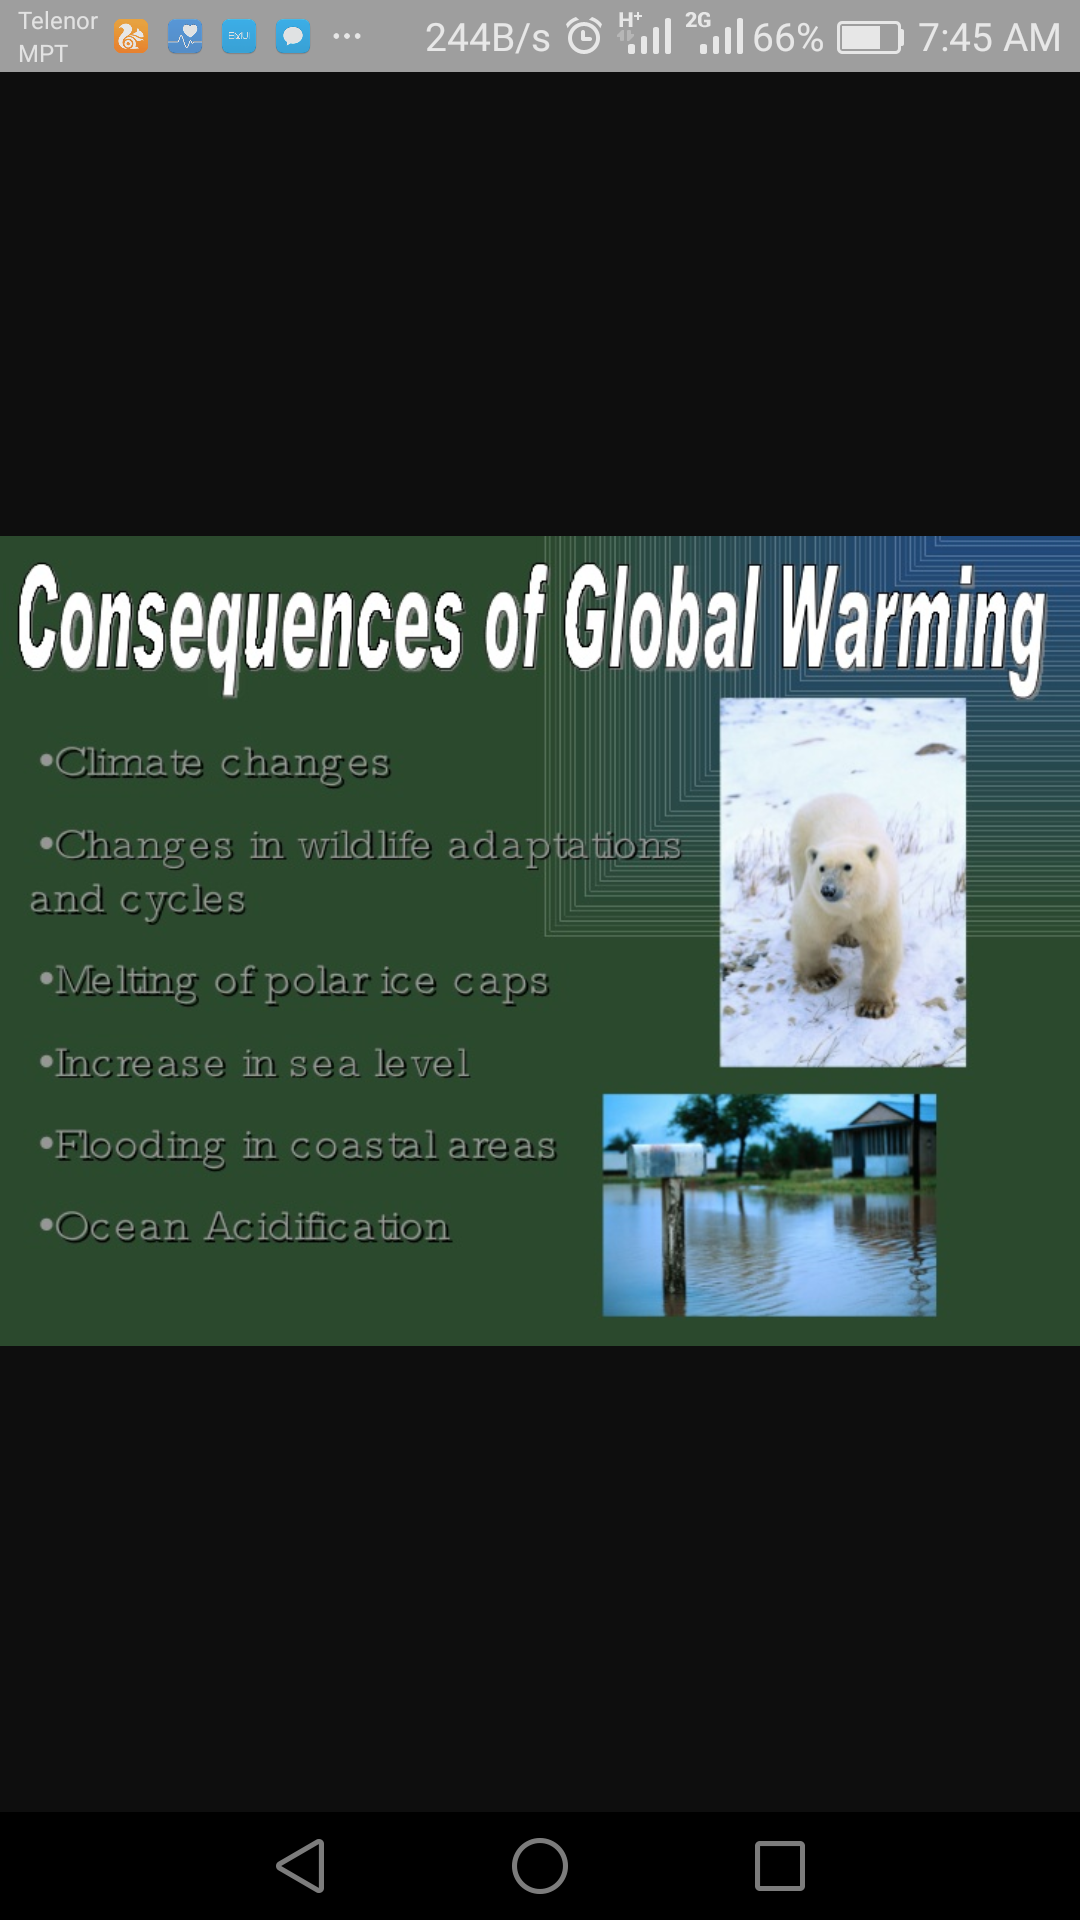 Telenor
MPT
244B/s H+ 2G 66% 7:45 AM
Consequences of Global Warming
•Climate changes
•Changes in wildlife adaptations
and cycles
•Melting of polar ice caps
•Increase in sea level
•Flooding in coastal areas
•Ocean Acidification